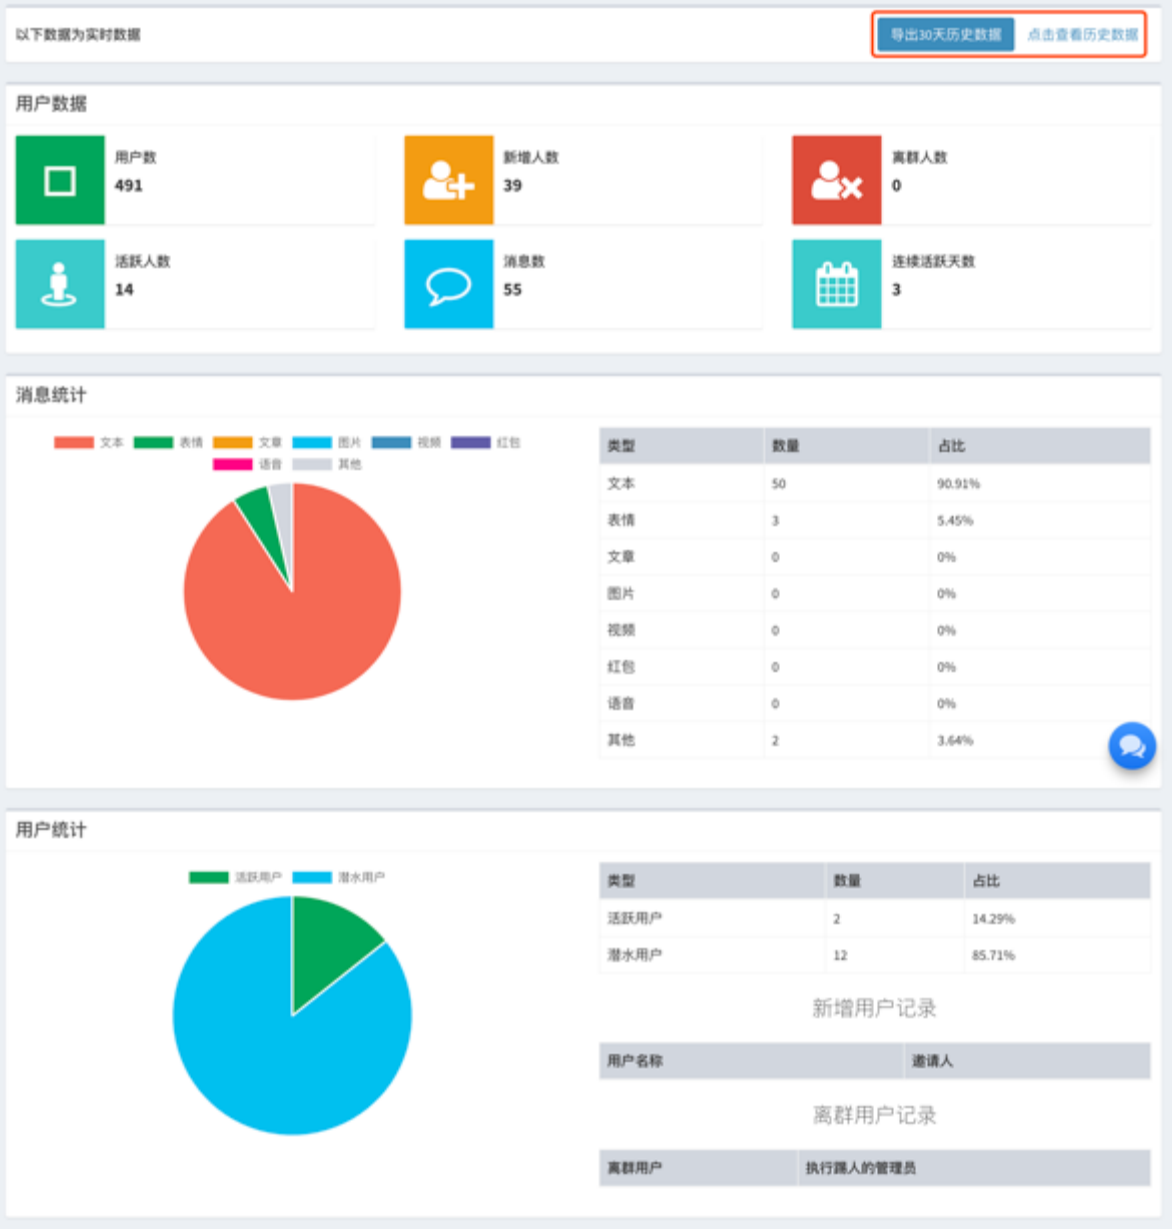 以下数据为实时数据 导出30天历史数据 点击查看历史数据
用户数据
用户数 新增人数 离群人数
491 39 0
活跃人数 消息数 连续活跃天数
14 55 3
消息统计
文本 表情 文章 图片 视频 红包
语音 其他
类型 数量 占比
文本 50 90.91%
表情 3 5.45%
文章 0 0%
图片 0 0%
视频 0 0%
红包 0 0%
语音 0 0%
其他 2 3.64%
用户统计
活跃用户 潜水用户
类型 数量 占比
活跃用户 2 14.29%
潜水用户 12 85.71%
新增用户记录
用户名称 邀请人
离群用户记录
离群用户 执行踢人的管理员